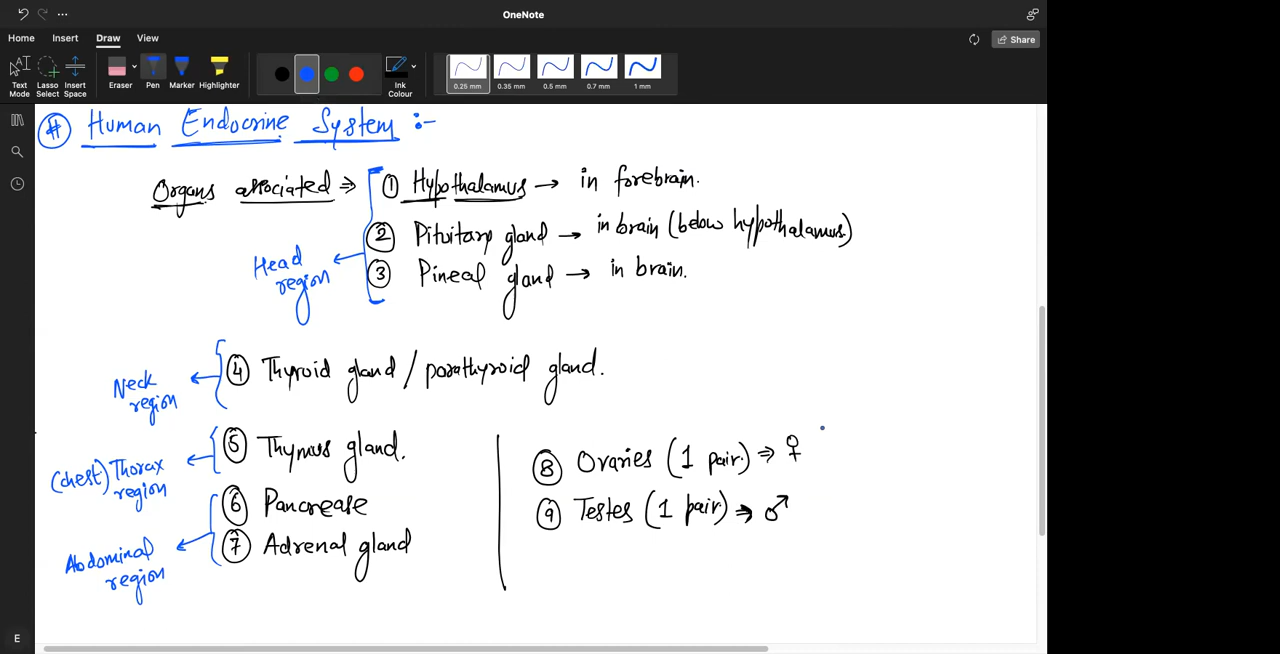 OneNote
Home Insert Draw View
Share
Text Mode
Lasso Select
Insert Space
Eraser
Pen
Marker
Highlighter
Ink Colour
0.25 mm
0.35 mm
0.5 mm
0.7 mm
1 mm
# Human Endocrine System :-
Organs associated ⇒ ① Hypothalamus → in forebrain.
② Pituitary gland → in brain (below hypothalamus)
③ Pineal gland → in brain.
Head region
④ Thyroid gland / parathyroid gland.
Neck region
⑤ Thymus gland.
(chest) Thorax region
⑥ Pancrease
⑦ Adrenal gland
Abdominal region
⑧ Ovaries (1 pair) ⇒ ♀
⑨ Testes (1 pair) ⇒ ♂
E